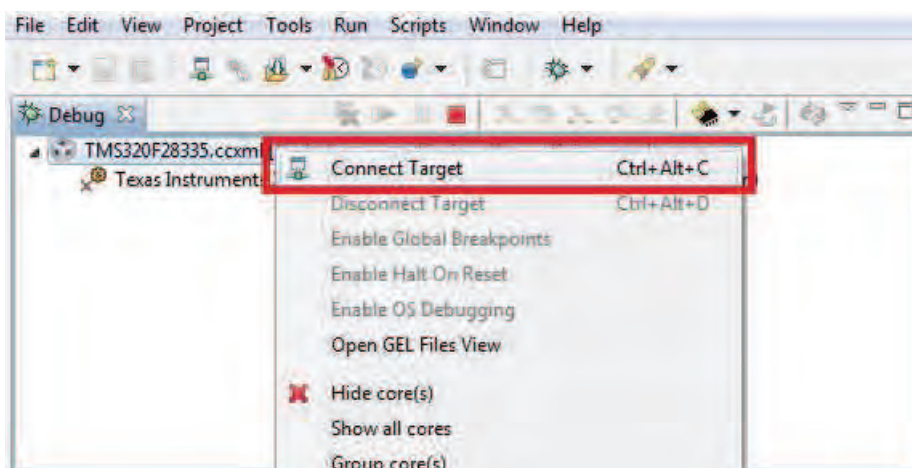 File Edit View Project Tools Run Scripts Window Help
Debug
TMS320F28335.ccxml
Texas Instruments
Connect Target Ctrl+Alt+C
Disconnect Target Ctrl+Alt+D
Enable Global Breakpoints
Enable Halt On Reset
Enable OS Debugging
Open GEL Files View
Hide core(s)
Show all cores
Group core(s)